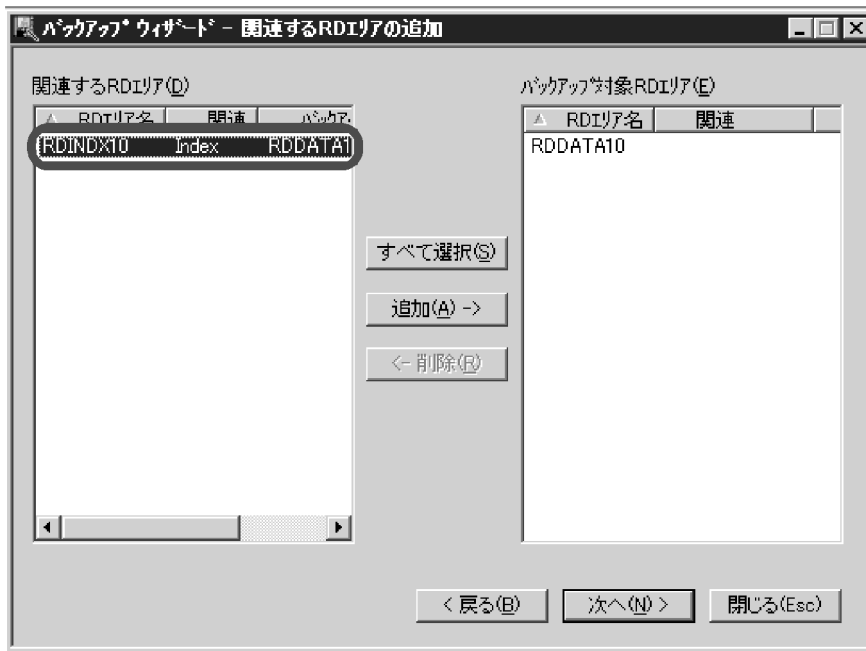 バックアップ ウィザード - 関連するRDエリアの追加
関連するRDエリア(D)
バックアップ対象RDエリア(E)
△ RDエリア名 関連 バックア
△ RDエリア名 関連
RDINDX10 Index RDDATA1
RDDATA10
すべて選択(S)
追加(A) ->
<- 削除(R)
< 戻る(B)
次へ(N) >
閉じる(Esc)